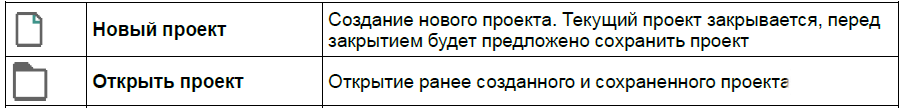 Новый проект
Создание нового проекта. Текущий проект закрывается, перед
закрытием будет предложено сохранить проект
Открыть проект
Открытие ранее созданного и сохраненного проекта